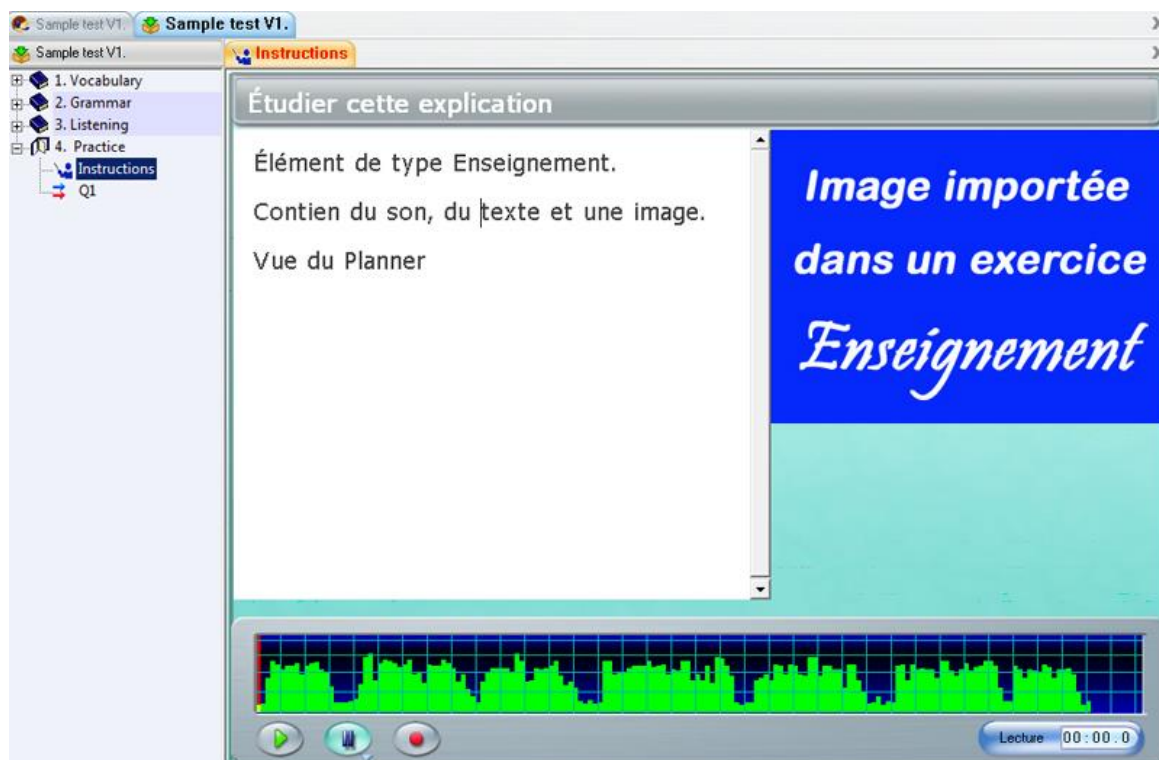 Sample test V1.
Sample test V1.
Sample test V1.
Instructions
1. Vocabulary
2. Grammar
3. Listening
4. Practice
Instructions
Q1
Étudier cette explication
Élément de type Enseignement.
Contien du son, du texte et une image.
Vue du Planner
Image importée
dans un exercice
Enseignement
Lecture 00:00.0